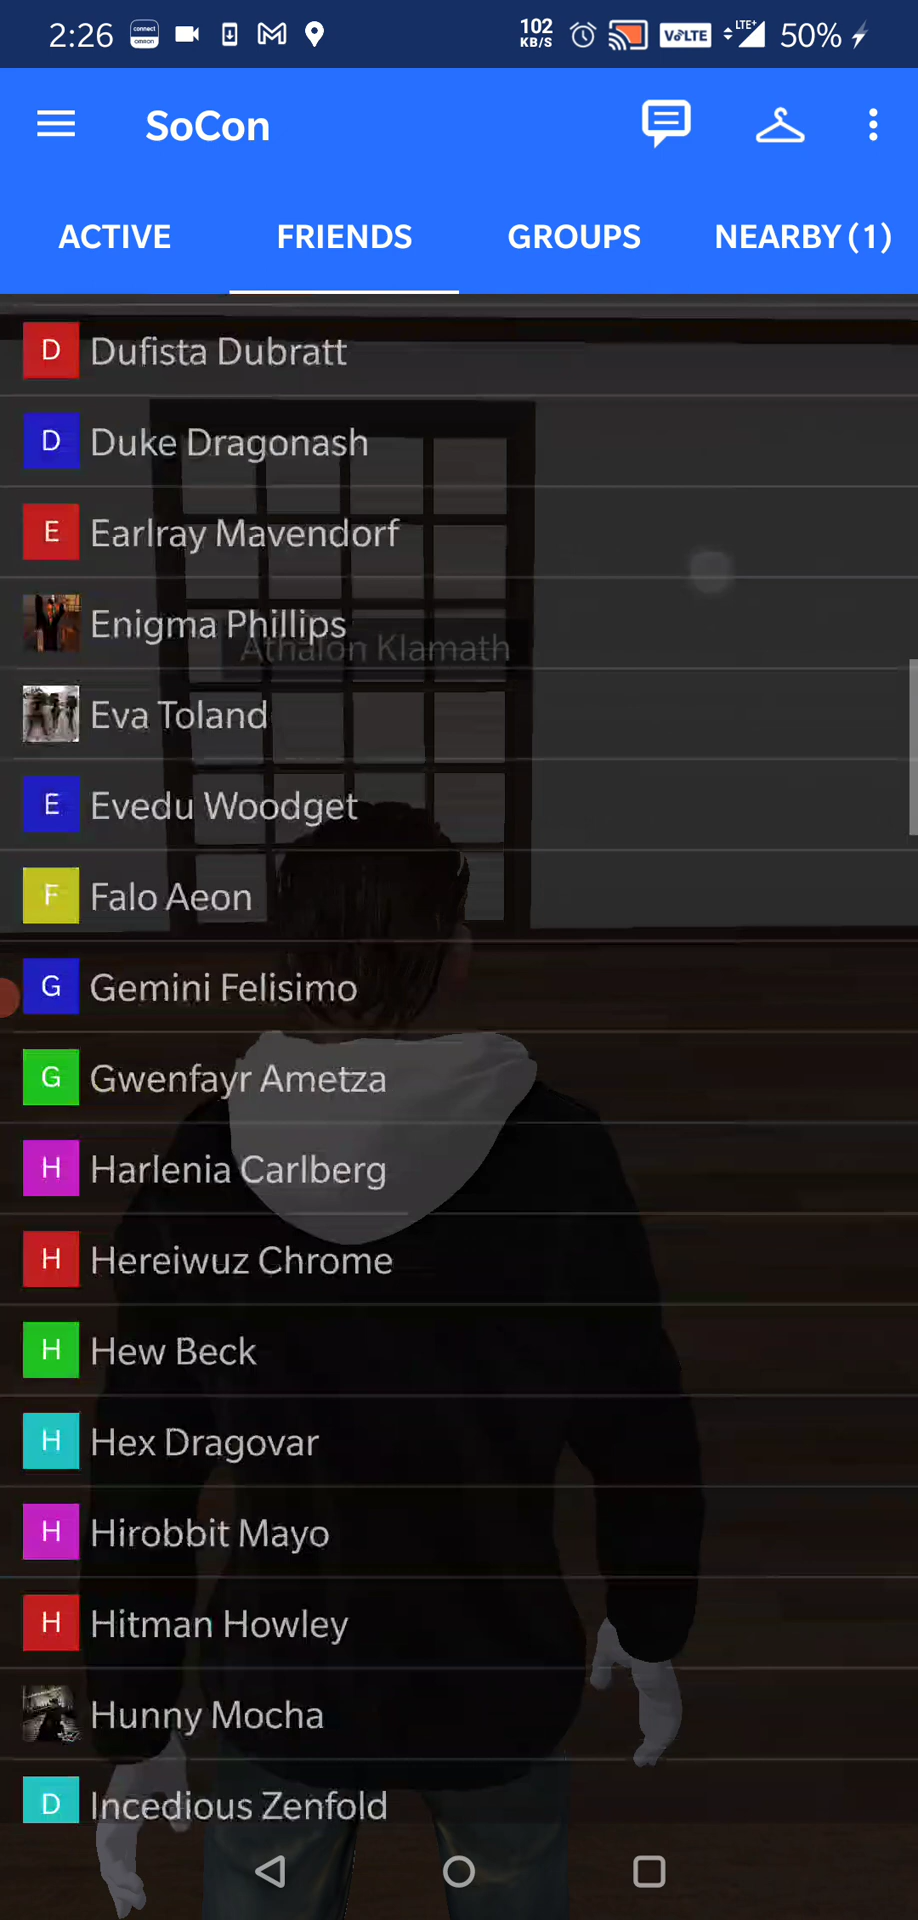 2:26
connect
omron
102
KB/S
VoLTE
LTE+
50%
SoCon
ACTIVE
FRIENDS
GROUPS
NEARBY (1)
D
Dufista Dubratt
D
Duke Dragonash
E
Earlray Mavendorf
Enigma Phillips
Athalon Klamath
Eva Toland
E
Evedu Woodget
F
Falo Aeon
G
Gemini Felisimo
G
Gwenfayr Ametza
H
Harlenia Carlberg
H
Hereiwuz Chrome
H
Hew Beck
H
Hex Dragovar
H
Hirobbit Mayo
H
Hitman Howley
Hunny Mocha
D
Incedious Zenfold